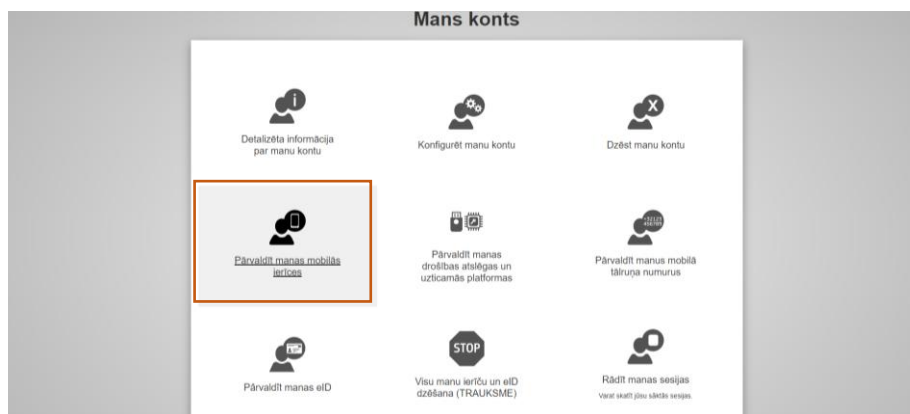 Mans konts
Detalizēta informācija
par manu kontu
Konfigurēt manu kontu
Dzēst manu kontu
Pārvaldīt manas mobilās
ierīces
Pārvaldīt manas
drošības atslēgas un
uzticamās platformas
Pārvaldīt manus mobilā
tālruņa numurus
Pārvaldīt manas eID
STOP
Visu manu ierīču un eID
dzēšana (TRAUKSME)
Rādīt manas sesijas
Varat skatīt jūsu sāktās sesijas.